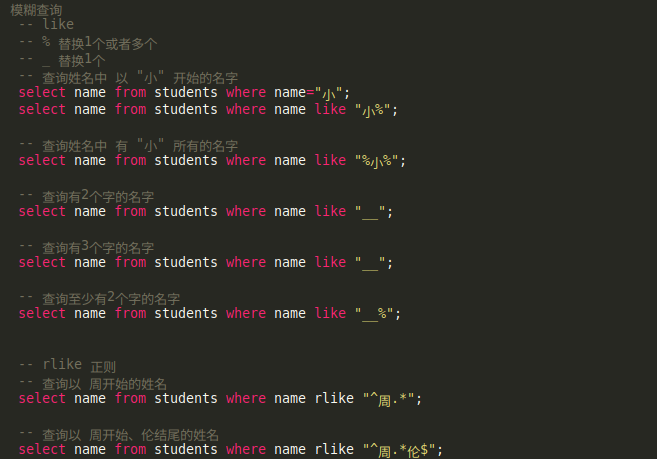 模糊查询
-- like
-- % 替换1个或者多个
-- _ 替换1个
-- 查询姓名中 以 "小" 开始的名字
select name from students where name="小";
select name from students where name like "小%";
-- 查询姓名中 有 "小" 所有的名字
select name from students where name like "%小%";
-- 查询有2个字的名字
select name from students where name like "__";
-- 查询有3个字的名字
select name from students where name like "__";
-- 查询至少有2个字的名字
select name from students where name like "__%";
-- rlike 正则
-- 查询以 周开始的姓名
select name from students where name rlike "^周.*";
-- 查询以 周开始、伦结尾的姓名
select name from students where name rlike "^周.*伦$";